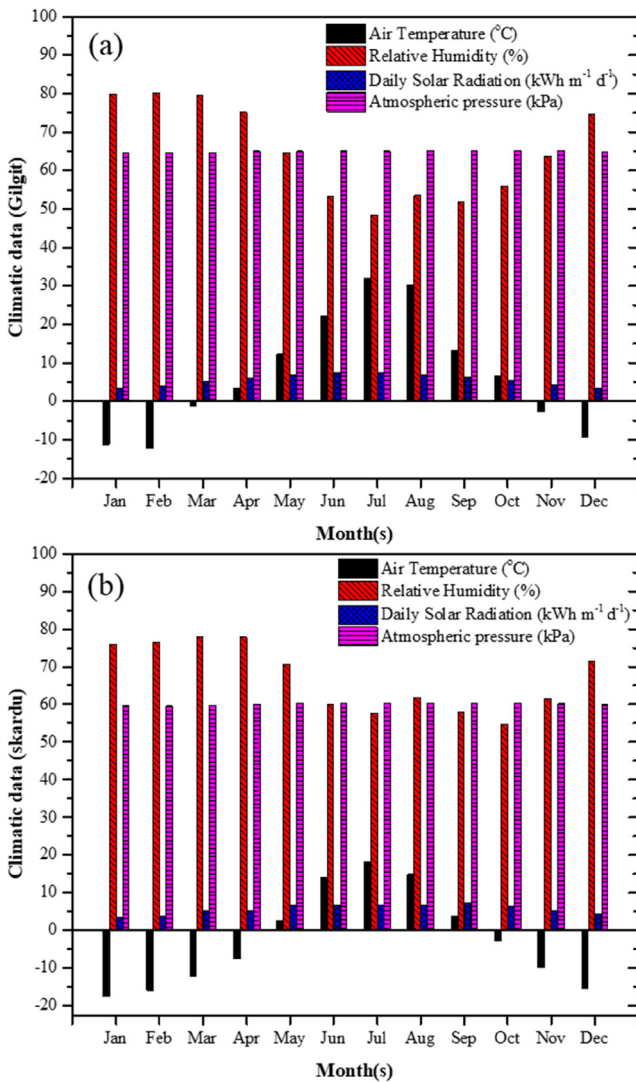 (a)
Air Temperature (⁰C)
Relative Humidity (%)
Daily Solar Radiation (kWh m⁻¹ d⁻¹)
Atmospheric pressure (kPa)
Climatic data (Gilgit)
100
90
80
70
60
50
40
30
20
10
0
-10
-20
Jan Feb Mar Apr May Jun Jul Aug Sep Oct Nov Dec
Month(s)
(b)
Air Temperature (⁰C)
Relative Humidity (%)
Daily Solar Radiation (kWh m⁻¹ d⁻¹)
Atmospheric pressure (kPa)
Climatic data (skardu)
100
90
80
70
60
50
40
30
20
10
0
-10
-20
Jan Feb Mar Apr May Jun Jul Aug Sep Oct Nov Dec
Month(s)